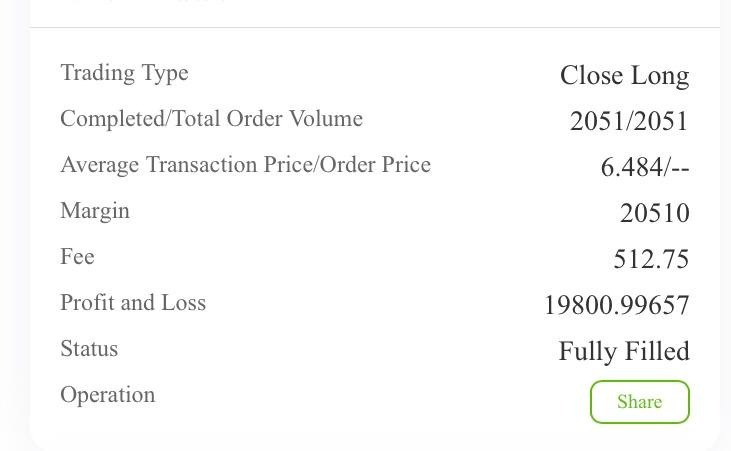 Trading Type
Close Long
Completed/Total Order Volume
2051/2051
Average Transaction Price/Order Price
6.484/--
Margin
20510
Fee
512.75
Profit and Loss
19800.99657
Status
Fully Filled
Operation
Share